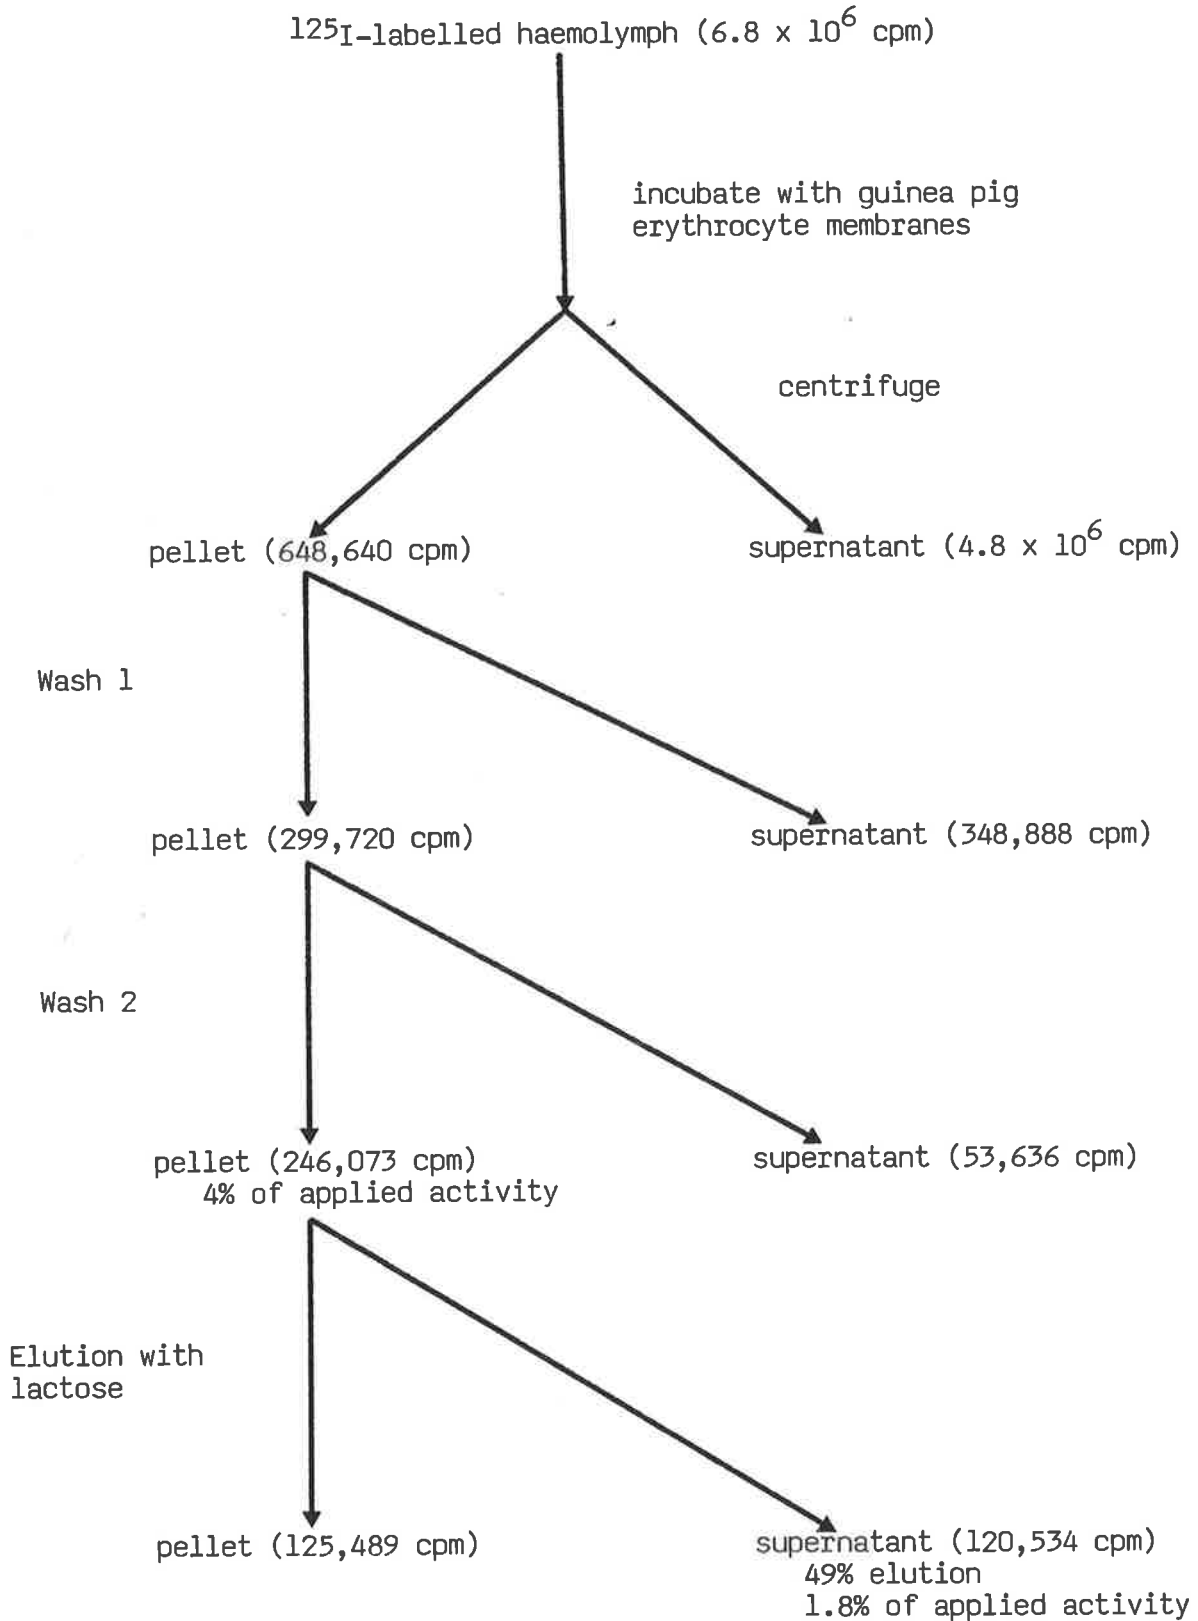 125I-labelled haemolymph (6.8 x 10^6 cpm)
incubate with guinea pig
erythrocyte membranes
centrifuge
pellet (648,640 cpm)
supernatant (4.8 x 10^6 cpm)
Wash 1
pellet (299,720 cpm)
supernatant (348,888 cpm)
Wash 2
pellet (246,073 cpm)
4% of applied activity
supernatant (53,636 cpm)
Elution with
lactose
pellet (125,489 cpm)
supernatant (120,534 cpm)
49% elution
1.8% of applied activity